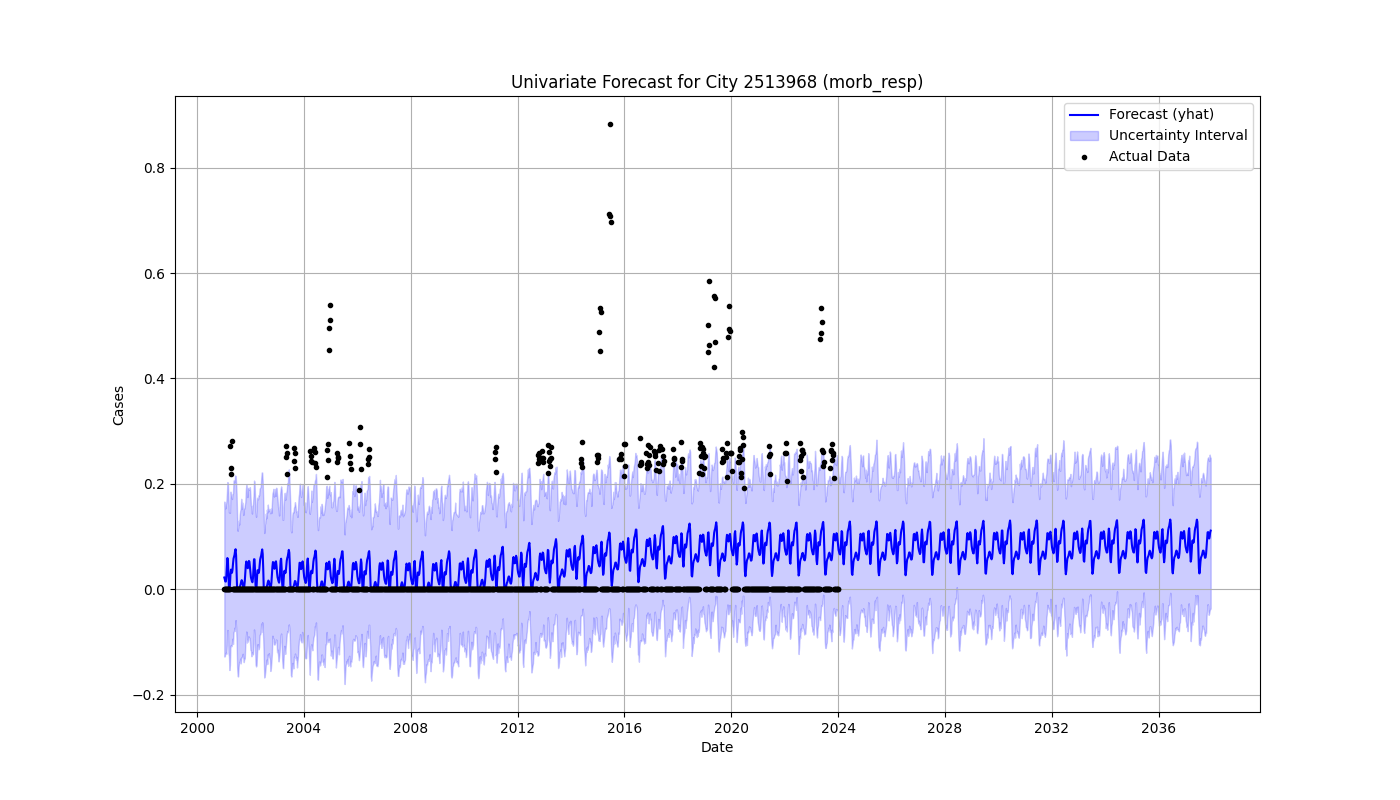 Univariate Forecast for City 2513968 (morb_resp)
Forecast (yhat)
Uncertainty Interval
Actual Data
Cases
0.8
0.6
0.4
0.2
0.0
−0.2
2000 2004 2008 2012 2016 2020 2024 2028 2032 2036
Date